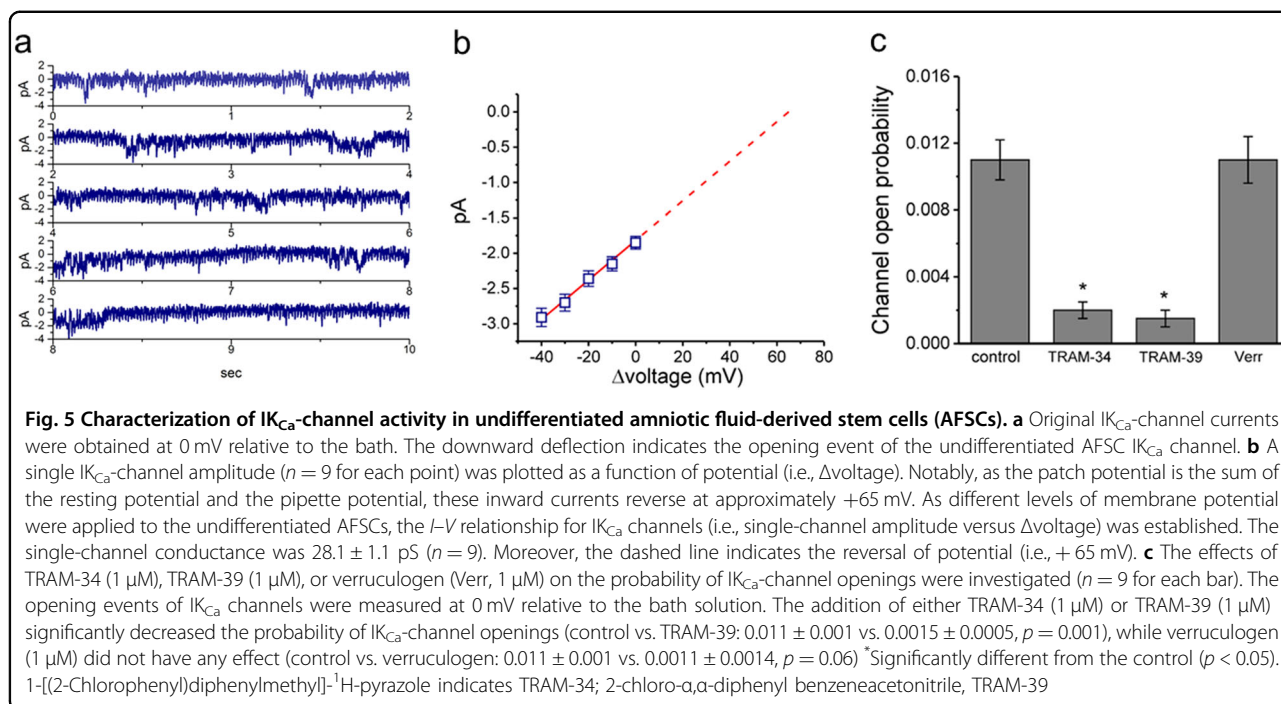 a
2
0
-2
-4
pA
0
1
2
2
0
-2
-4
pA
2
3
4
2
0
-2
-4
pA
4
5
6
2
0
-2
-4
pA
6
7
8
2
0
-2
-4
pA
8
9
10
sec
b
0.0
-0.5
-1.0
-1.5
-2.0
-2.5
-3.0
pA
-40
-20
0
20
40
60
80
Δvoltage (mV)
c
0.016
0.012
0.008
0.004
0.000
Channel open probability
*
*
control
TRAM-34
TRAM-39
Verr
Fig. 5 Characterization of IKCa-channel activity in undifferentiated amniotic fluid-derived stem cells (AFSCs). a Original IKCa-channel currents
were obtained at 0 mV relative to the bath. The downward deflection indicates the opening event of the undifferentiated AFSC IKCa channel. b A
single IKCa-channel amplitude (n = 9 for each point) was plotted as a function of potential (i.e., Δvoltage). Notably, as the patch potential is the sum of
the resting potential and the pipette potential, these inward currents reverse at approximately +65 mV. As different levels of membrane potential
were applied to the undifferentiated AFSCs, the I–V relationship for IKCa channels (i.e., single-channel amplitude versus Δvoltage) was established. The
single-channel conductance was 28.1 ± 1.1 pS (n = 9). Moreover, the dashed line indicates the reversal of potential (i.e., + 65 mV). c The effects of
TRAM-34 (1 μM), TRAM-39 (1 μM), or verruculogen (Verr, 1 μM) on the probability of IKCa-channel openings were investigated (n = 9 for each bar). The
opening events of IKCa channels were measured at 0 mV relative to the bath solution. The addition of either TRAM-34 (1 μM) or TRAM-39 (1 μM)
significantly decreased the probability of IKCa-channel openings (control vs. TRAM-39: 0.011 ± 0.001 vs. 0.0015 ± 0.0005, p = 0.001), while verruculogen
(1 μM) did not have any effect (control vs. verruculogen: 0.011 ± 0.001 vs. 0.0011 ± 0.0014, p = 0.06) *Significantly different from the control (p < 0.05).
1-[(2-Chlorophenyl)diphenylmethyl]-1H-pyrazole indicates TRAM-34; 2-chloro-α,α-diphenyl benzeneacetonitrile, TRAM-39